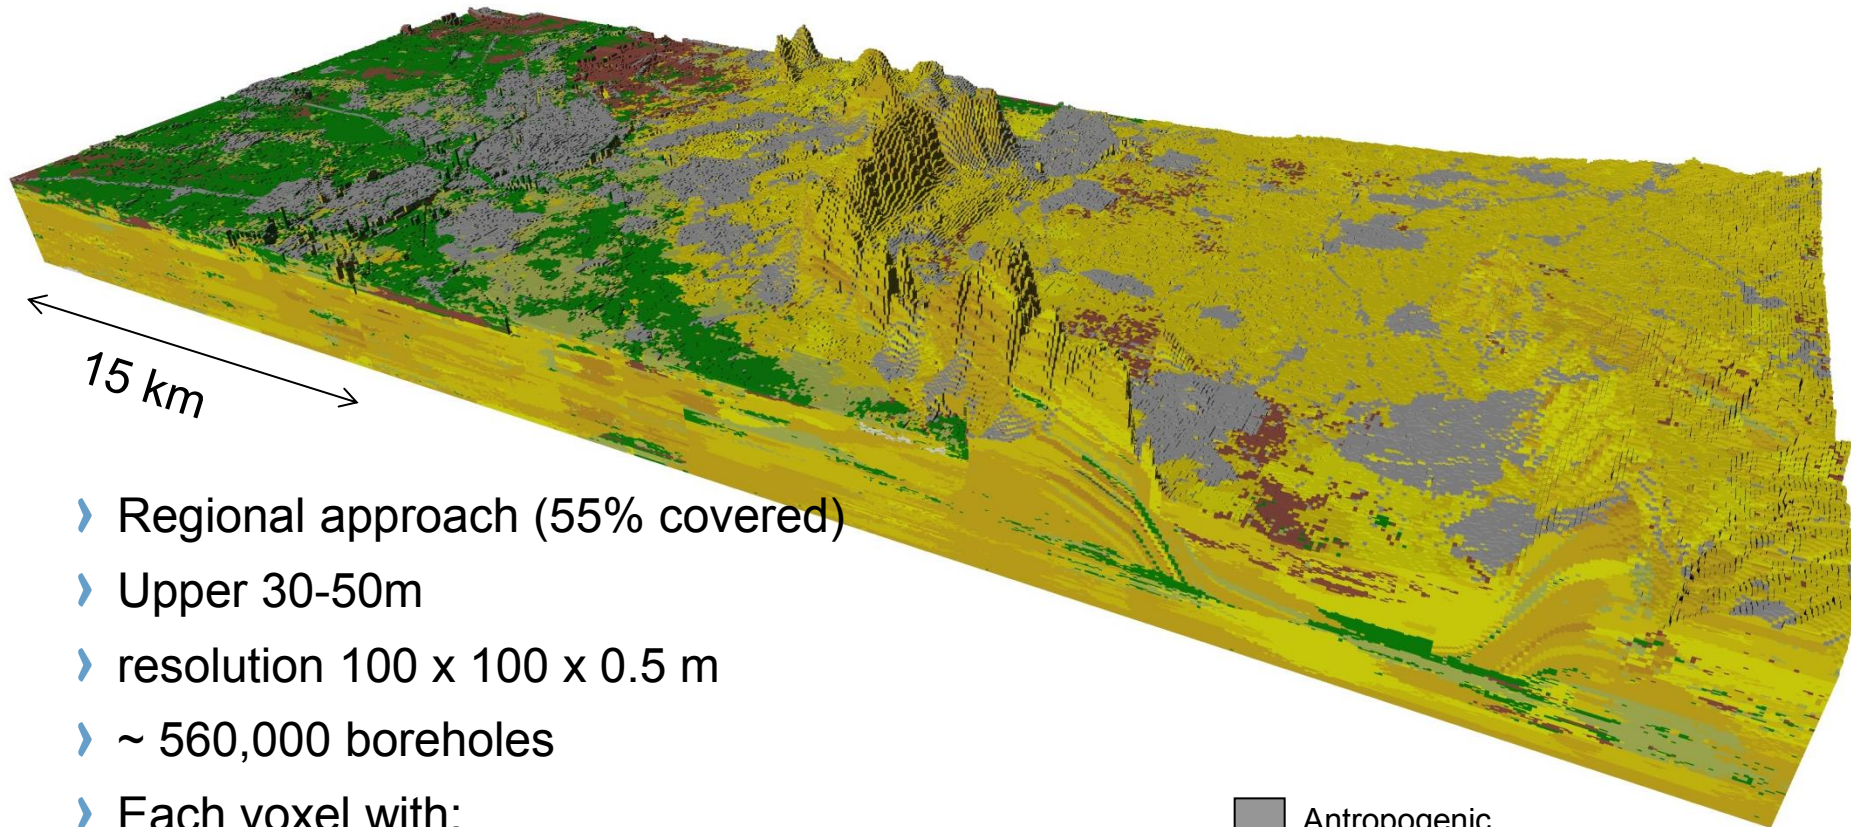 15 km
Regional approach (55% covered)
Upper 30-50m
resolution 100 x 100 x 0.5 m
~ 560,000 boreholes
Each voxel with:
Antropogenic